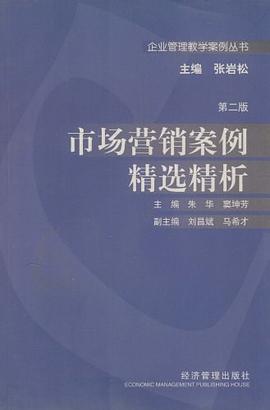 企业管理教学案例丛书
主编 张岩松
第二版
市场营销案例
精选精析
主编 朱华 窦坤芳
副主编 刘昌斌 马希才
经济管理出版社
ECONOMIC MANAGEMENT PUBLISHING HOUSE